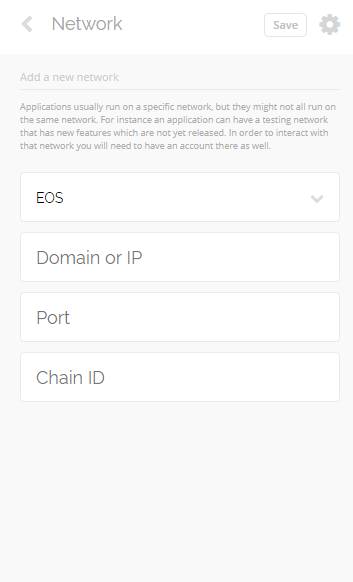 Network
Save
Add a new network
Applications usually run on a specific network, but they might not all run on
the same network. For instance an application can have a testing network
that has new features which are not yet released. In order to interact with
that network you will need to have an account there as well.
EOS
Domain or IP
Port
Chain ID